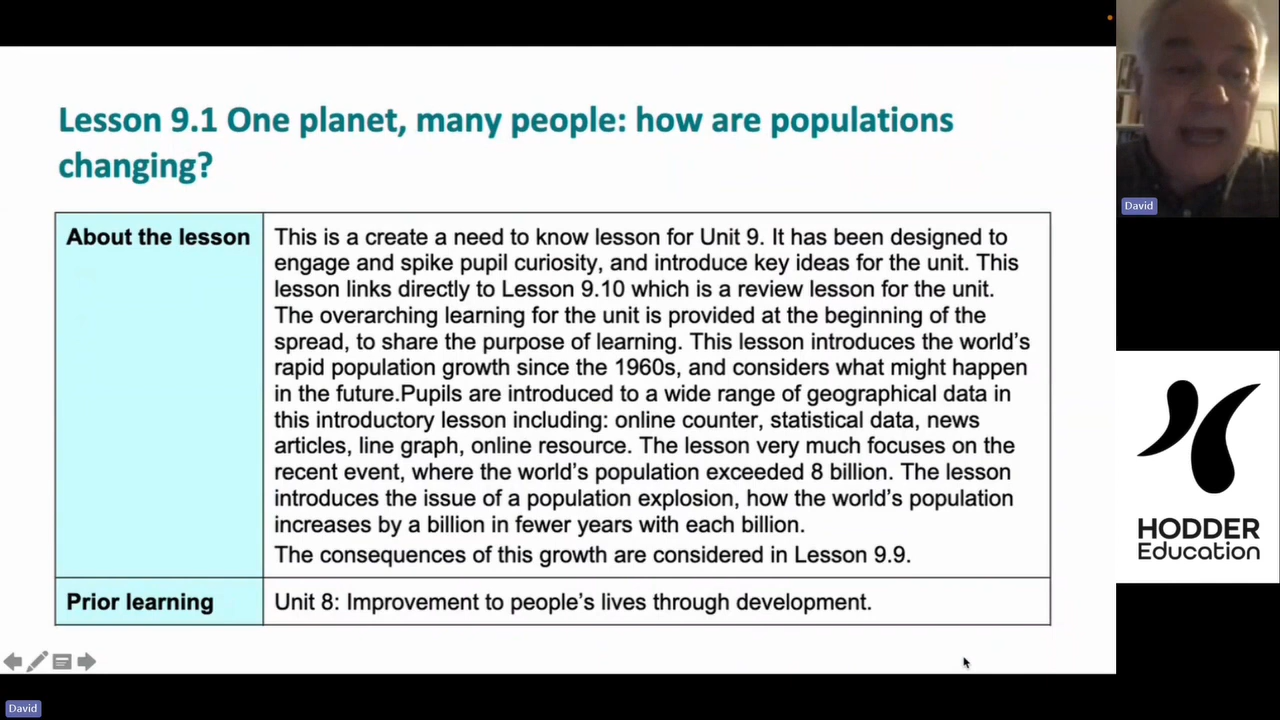 Lesson 9.1 One planet, many people: how are populations
changing?
About the lesson
This is a create a need to know lesson for Unit 9. It has been designed to
engage and spike pupil curiosity, and introduce key ideas for the unit. This
lesson links directly to Lesson 9.10 which is a review lesson for the unit.
The overarching learning for the unit is provided at the beginning of the
spread, to share the purpose of learning. This lesson introduces the world’s
rapid population growth since the 1960s, and considers what might happen
in the future.Pupils are introduced to a wide range of geographical data in
this introductory lesson including: online counter, statistical data, news
articles, line graph, online resource. The lesson very much focuses on the
recent event, where the world’s population exceeded 8 billion. The lesson
introduces the issue of a population explosion, how the world’s population
increases by a billion in fewer years with each billion.
The consequences of this growth are considered in Lesson 9.9.
Prior learning
Unit 8: Improvement to people’s lives through development.
David
HODDER
Education
David